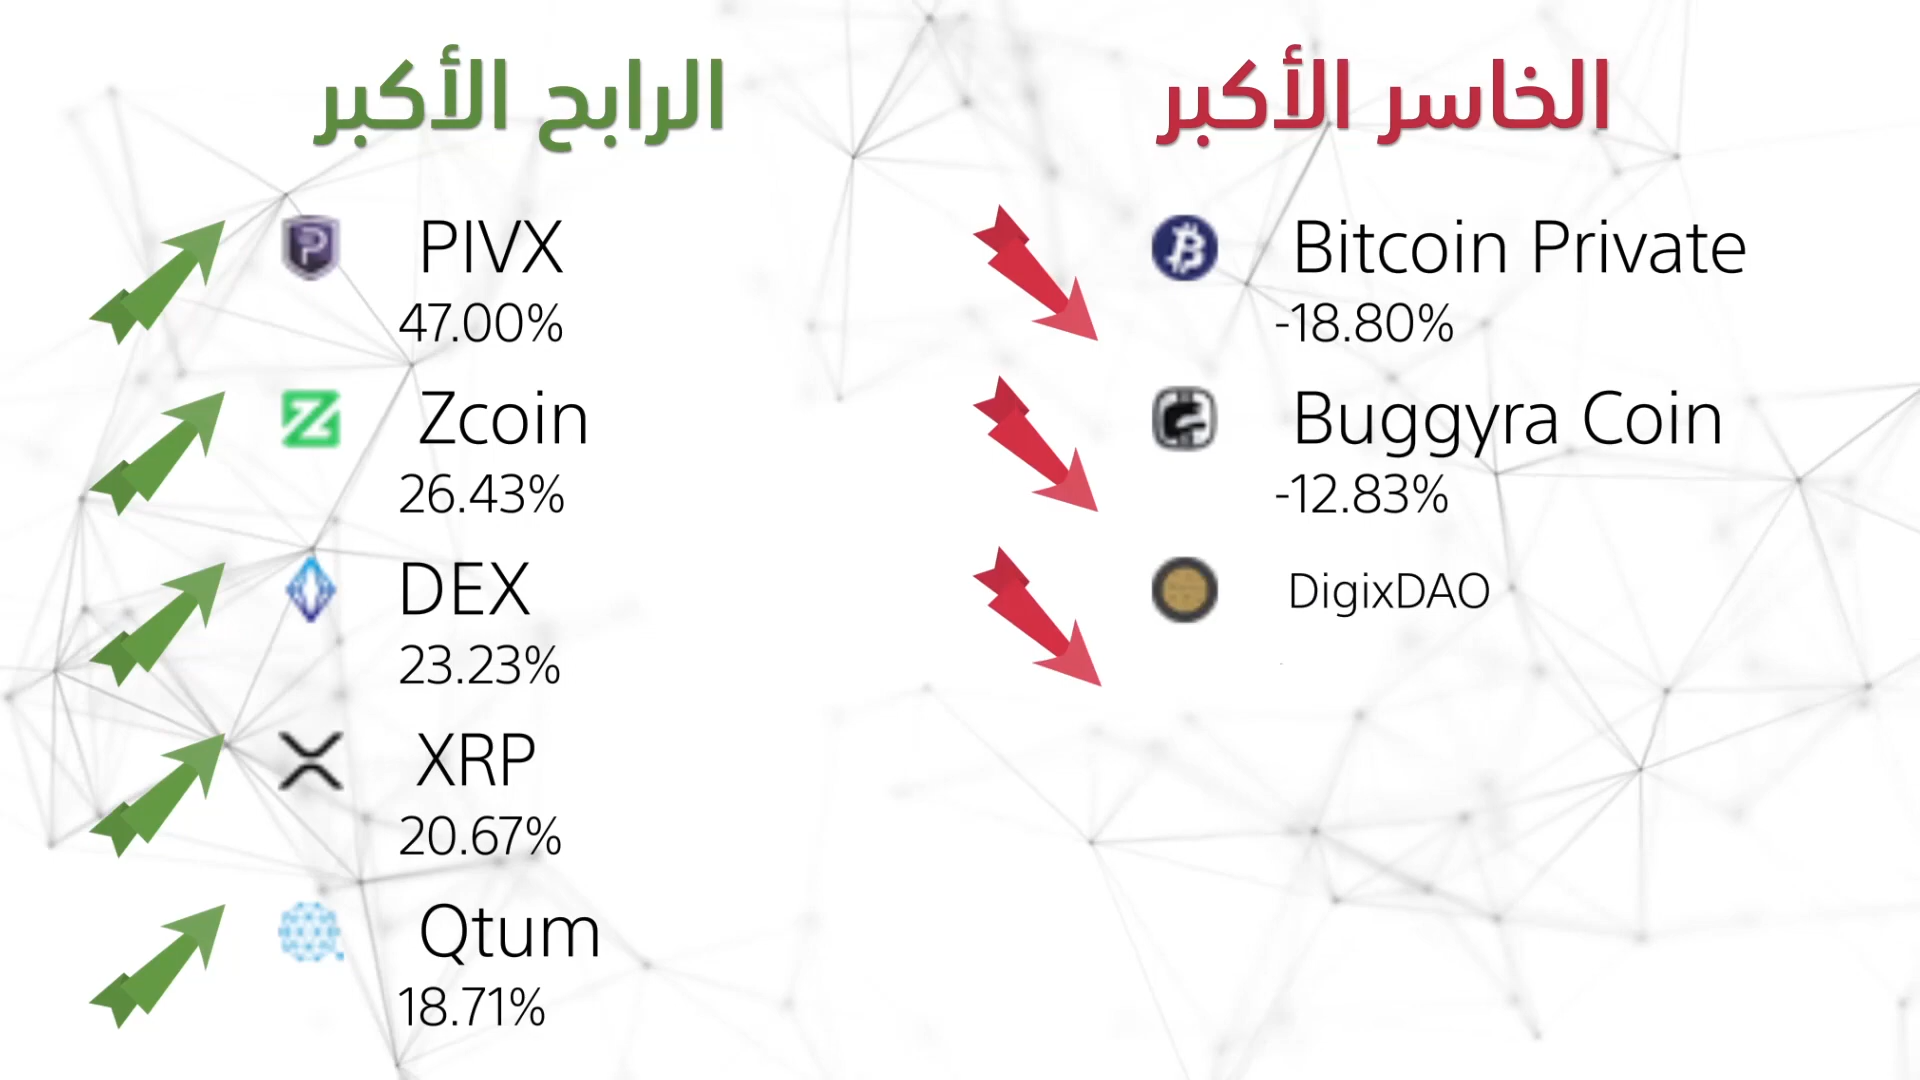 الرابح الأكبر
PIVX
47.00%
Zcoin
26.43%
DEX
23.23%
XRP
20.67%
Qtum
18.71%
الخاسر الأكبر
Bitcoin Private
-18.80%
Buggyra Coin
-12.83%
DigixDAO